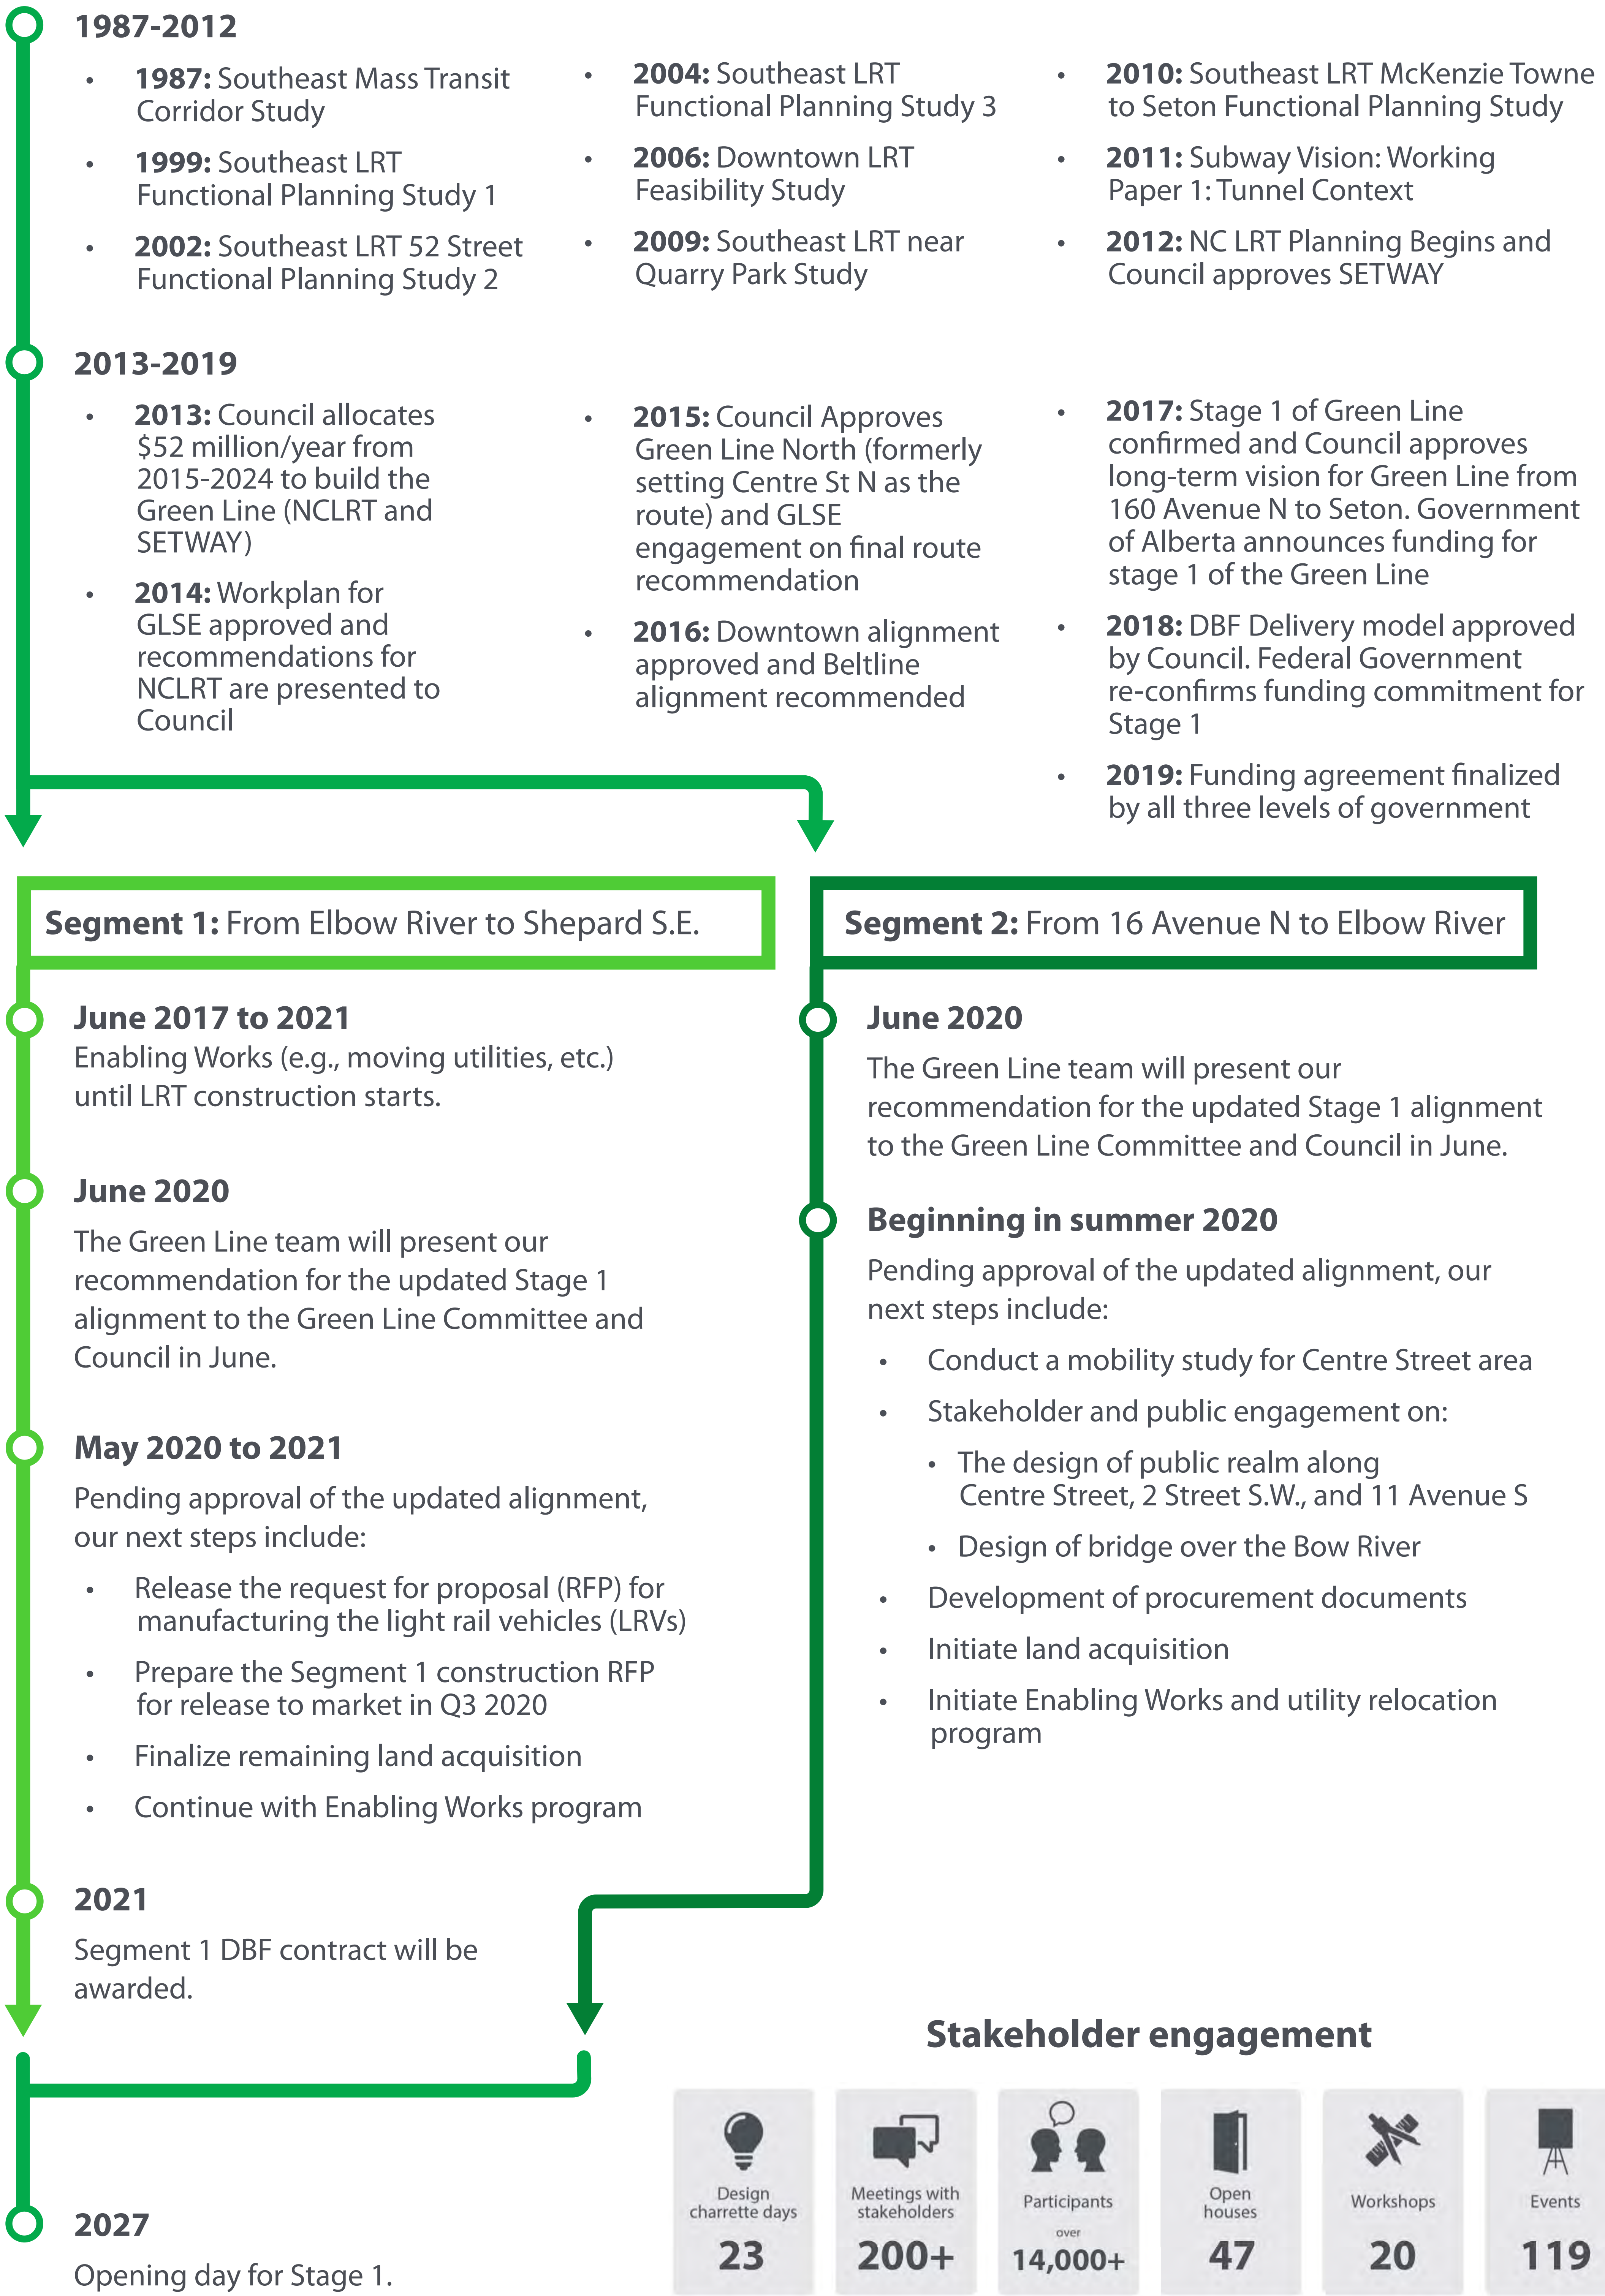 1987-2012
• 1987: Southeast Mass Transit
Corridor Study
• 1999: Southeast LRT
Functional Planning Study 1
• 2002: Southeast LRT 52 Street
Functional Planning Study 2
• 2004: Southeast LRT
Functional Planning Study 3
• 2006: Downtown LRT
Feasibility Study
• 2009: Southeast LRT near
Quarry Park Study
• 2010: Southeast LRT McKenzie Towne
to Seton Functional Planning Study
• 2011: Subway Vision: Working
Paper 1: Tunnel Context
• 2012: NC LRT Planning Begins and
Council approves SETWAY
2013-2019
• 2013: Council allocates
$52 million/year from
2015-2024 to build the
Green Line (NCLRT and
SETWAY)
• 2014: Workplan for
GLSE approved and
recommendations for
NCLRT are presented to
Council
• 2015: Council Approves
Green Line North (formerly
setting Centre St N as the
route) and GLSE
engagement on final route
recommendation
• 2016: Downtown alignment
approved and Beltline
alignment recommended
• 2017: Stage 1 of Green Line
confirmed and Council approves
long-term vision for Green Line from
160 Avenue N to Seton. Government
of Alberta announces funding for
stage 1 of the Green Line
• 2018: DBF Delivery model approved
by Council. Federal Government
re-confirms funding commitment for
Stage 1
• 2019: Funding agreement finalized
by all three levels of government
Segment 1: From Elbow River to Shepard S.E.
June 2017 to 2021
Enabling Works (e.g., moving utilities, etc.)
until LRT construction starts.
June 2020
The Green Line team will present our
recommendation for the updated Stage 1
alignment to the Green Line Committee and
Council in June.
May 2020 to 2021
Pending approval of the updated alignment,
our next steps include:
• Release the request for proposal (RFP) for
manufacturing the light rail vehicles (LRVs)
• Prepare the Segment 1 construction RFP
for release to market in Q3 2020
• Finalize remaining land acquisition
• Continue with Enabling Works program
2021
Segment 1 DBF contract will be
awarded.
Segment 2: From 16 Avenue N to Elbow River
June 2020
The Green Line team will present our
recommendation for the updated Stage 1 alignment
to the Green Line Committee and Council in June.
Beginning in summer 2020
Pending approval of the updated alignment, our
next steps include:
• Conduct a mobility study for Centre Street area
• Stakeholder and public engagement on:
• The design of public realm along
Centre Street, 2 Street S.W., and 11 Avenue S
• Design of bridge over the Bow River
• Development of procurement documents
• Initiate land acquisition
• Initiate Enabling Works and utility relocation
program
2027
Opening day for Stage 1.
Stakeholder engagement
Design
charrette days
23
Meetings with
stakeholders
200+
Participants
over
14,000+
Open
houses
47
Workshops
20
Events
119